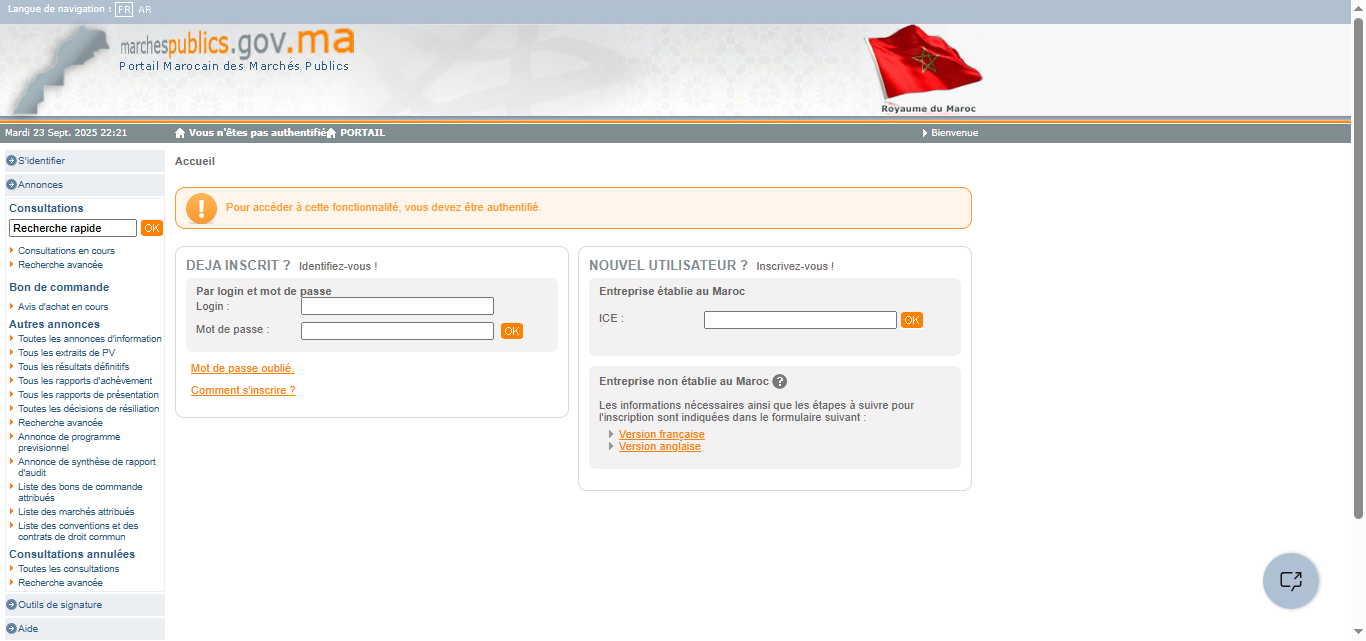 Langue de navigation : FR AR
marchespublics.gov.ma
Portail Marocain des Marchés Publics
Royaume du Maroc
Mardi 23 Sept. 2025 22:21
Vous n'êtes pas authentifié
PORTAIL
Bienvenue
S'identifier
Annonces
Consultations
Recherche rapide
OK
Consultations en cours
Recherche avancée
Bon de commande
Avis d'achat en cours
Autres annonces
Toutes les annonces d'information
Tous les extraits de PV
Tous les résultats définitifs
Tous les rapports d'achèvement
Tous les rapports de présentation
Toutes les décisions de résiliation
Recherche avancée
Annonce de programme
previsionnel
Annonce de synthèse de rapport
d'audit
Liste des bons de commande
attribués
Liste des marchés attribués
Liste des conventions et des
contrats de droit commun
Consultations annulées
Toutes les consultations
Recherche avancée
Outils de signature
Aide
Accueil
Pour accéder à cette fonctionnalité, vous devez être authentifié.
DEJA INSCRIT ? Identifiez-vous !
Par login et mot de passe
Login :
Mot de passe :
OK
Mot de passe oublié.
Comment s'inscrire ?
NOUVEL UTILISATEUR ? Inscrivez-vous !
Entreprise établie au Maroc
ICE :
OK
Entreprise non établie au Maroc ?
Les informations nécessaires ainsi que les étapes à suivre pour
l'inscription sont indiquées dans le formulaire suivant :
Version française
Version anglaise